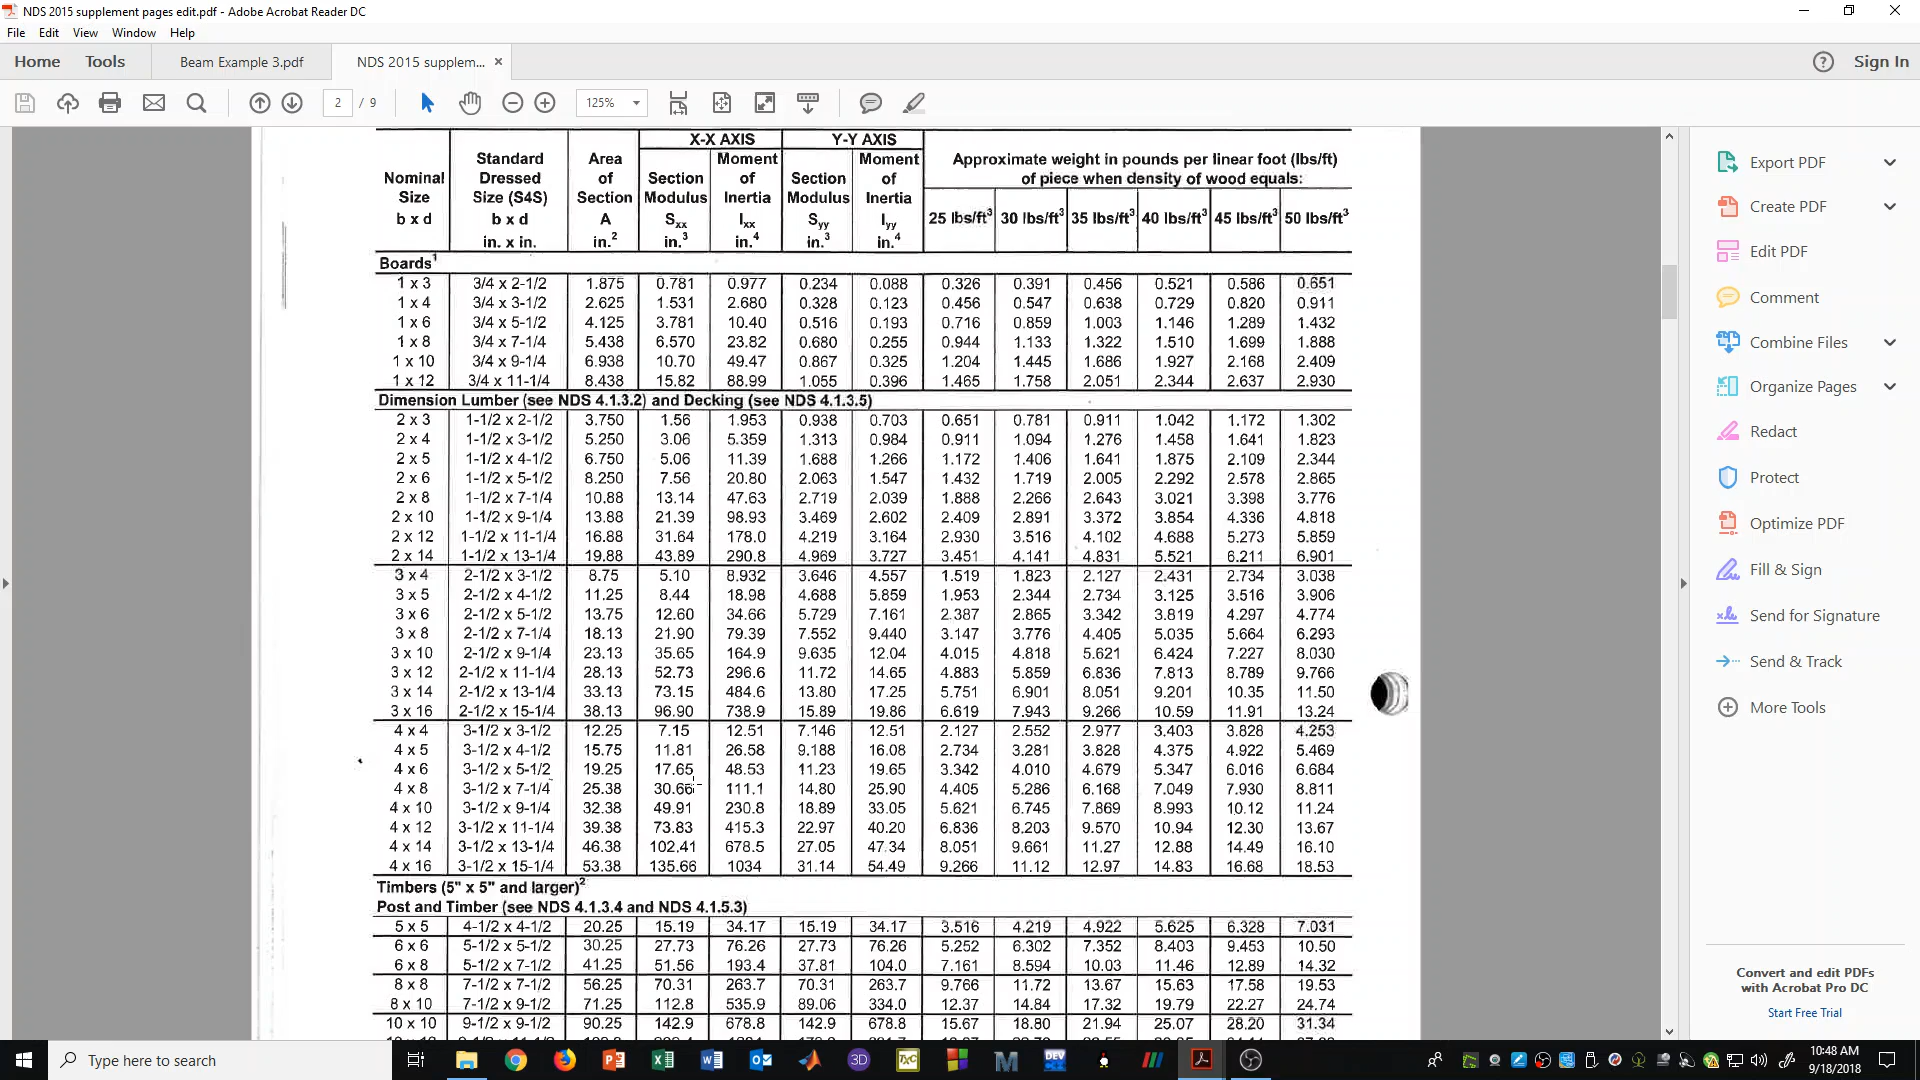 NDS 2015 supplement pages edit.pdf - Adobe Acrobat Reader DC
File Edit View Window Help
Home Tools Beam Example 3.pdf NDS 2015 supplem... × Sign In
2 / 9 125%
X-X AXIS Y-Y AXIS
Standard Area Moment Moment Approximate weight in pounds per linear foot (lbs/ft)
Nominal Dressed of Section of Section of of piece when density of wood equals:
Size Size (S4S) Section Modulus Inertia Modulus Inertia
b x d b x d A Sxx Ixx Syy Iyy 25 lbs/ft³ 30 lbs/ft³ 35 lbs/ft³ 40 lbs/ft³ 45 lbs/ft³ 50 lbs/ft³
in. x in. in.² in.³ in.⁴ in.³ in.⁴
Boards¹
1 x 3 3/4 x 2-1/2 1.875 0.781 0.977 0.234 0.088 0.326 0.391 0.456 0.521 0.586 0.651
1 x 4 3/4 x 3-1/2 2.625 1.531 2.680 0.328 0.123 0.456 0.547 0.638 0.729 0.820 0.911
1 x 6 3/4 x 5-1/2 4.125 3.781 10.40 0.516 0.193 0.716 0.859 1.003 1.146 1.289 1.432
1 x 8 3/4 x 7-1/4 5.438 6.570 23.82 0.680 0.255 0.944 1.133 1.322 1.510 1.699 1.888
1 x 10 3/4 x 9-1/4 6.938 10.70 49.47 0.867 0.325 1.204 1.445 1.686 1.927 2.168 2.409
1 x 12 3/4 x 11-1/4 8.438 15.82 88.99 1.055 0.396 1.465 1.758 2.051 2.344 2.637 2.930
Dimension Lumber (see NDS 4.1.3.2) and Decking (see NDS 4.1.3.5)
2 x 3 1-1/2 x 2-1/2 3.750 1.56 1.953 0.938 0.703 0.651 0.781 0.911 1.042 1.172 1.302
2 x 4 1-1/2 x 3-1/2 5.250 3.06 5.359 1.313 0.984 0.911 1.094 1.276 1.458 1.641 1.823
2 x 5 1-1/2 x 4-1/2 6.750 5.06 11.39 1.688 1.266 1.172 1.406 1.641 1.875 2.109 2.344
2 x 6 1-1/2 x 5-1/2 8.250 7.56 20.80 2.063 1.547 1.432 1.719 2.005 2.292 2.578 2.865
2 x 8 1-1/2 x 7-1/4 10.88 13.14 47.63 2.719 2.039 1.888 2.266 2.643 3.021 3.398 3.776
2 x 10 1-1/2 x 9-1/4 13.88 21.39 98.93 3.469 2.602 2.409 2.891 3.372 3.854 4.336 4.818
2 x 12 1-1/2 x 11-1/4 16.88 31.64 178.0 4.219 3.164 2.930 3.516 4.102 4.688 5.273 5.859
2 x 14 1-1/2 x 13-1/4 19.88 43.89 290.8 4.969 3.727 3.451 4.141 4.831 5.521 6.211 6.901
3 x 4 2-1/2 x 3-1/2 8.75 5.10 8.932 3.646 4.557 1.519 1.823 2.127 2.431 2.734 3.038
3 x 5 2-1/2 x 4-1/2 11.25 8.44 18.98 4.688 5.859 1.953 2.344 2.734 3.125 3.516 3.906
3 x 6 2-1/2 x 5-1/2 13.75 12.60 34.66 5.729 7.161 2.387 2.865 3.342 3.819 4.297 4.774
3 x 8 2-1/2 x 7-1/4 18.13 21.90 79.39 7.552 9.440 3.147 3.776 4.405 5.035 5.664 6.293
3 x 10 2-1/2 x 9-1/4 23.13 35.65 164.9 9.635 12.04 4.015 4.818 5.621 6.424 7.227 8.030
3 x 12 2-1/2 x 11-1/4 28.13 52.73 296.6 11.72 14.65 4.883 5.859 6.836 7.813 8.789 9.766
3 x 14 2-1/2 x 13-1/4 33.13 73.15 484.6 13.80 17.25 5.751 6.901 8.051 9.201 10.35 11.50
3 x 16 2-1/2 x 15-1/4 38.13 96.90 738.9 15.89 19.86 6.619 7.943 9.266 10.59 11.91 13.24
4 x 4 3-1/2 x 3-1/2 12.25 7.15 12.51 7.146 12.51 2.127 2.552 2.977 3.403 3.828 4.253
4 x 5 3-1/2 x 4-1/2 15.75 11.81 26.58 9.188 16.08 2.734 3.281 3.828 4.375 4.922 5.469
4 x 6 3-1/2 x 5-1/2 19.25 17.65 48.53 11.23 19.65 3.342 4.010 4.679 5.347 6.016 6.684
4 x 8 3-1/2 x 7-1/4 25.38 30.66 111.1 14.80 25.90 4.405 5.286 6.168 7.049 7.930 8.811
4 x 10 3-1/2 x 9-1/4 32.38 49.91 230.8 18.89 33.05 5.621 6.745 7.869 8.993 10.12 11.24
4 x 12 3-1/2 x 11-1/4 39.38 73.83 415.3 22.97 40.20 6.836 8.203 9.570 10.94 12.30 13.67
4 x 14 3-1/2 x 13-1/4 46.38 102.41 678.5 27.05 47.34 8.051 9.661 11.27 12.88 14.49 16.10
4 x 16 3-1/2 x 15-1/4 53.38 135.66 1034 31.14 54.49 9.266 11.12 12.97 14.83 16.68 18.53
Timbers (5" x 5" and larger)²
Post and Timber (see NDS 4.1.3.4 and NDS 4.1.5.3)
5 x 5 4-1/2 x 4-1/2 20.25 15.19 34.17 15.19 34.17 3.516 4.219 4.922 5.625 6.328 7.031
6 x 6 5-1/2 x 5-1/2 30.25 27.73 76.26 27.73 76.26 5.252 6.302 7.352 8.403 9.453 10.50
6 x 8 5-1/2 x 7-1/2 41.25 51.56 193.4 37.81 104.0 7.161 8.594 10.03 11.46 12.89 14.32
8 x 8 7-1/2 x 7-1/2 56.25 70.31 263.7 70.31 263.7 9.766 11.72 13.67 15.63 17.58 19.53
8 x 10 7-1/2 x 9-1/2 71.25 112.8 535.9 89.06 334.0 12.37 14.84 17.32 19.79 22.27 24.74
10 x 10 9-1/2 x 9-1/2 90.25 142.9 678.8 142.9 678.8 15.67 18.80 21.94 25.07 28.20 31.34
Export PDF
Create PDF
Edit PDF
Comment
Combine Files
Organize Pages
Redact
Protect
Optimize PDF
Fill & Sign
Send for Signature
Send & Track
More Tools
Convert and edit PDFs
with Acrobat Pro DC
Start Free Trial
Type here to search
10:48 AM
9/18/2018